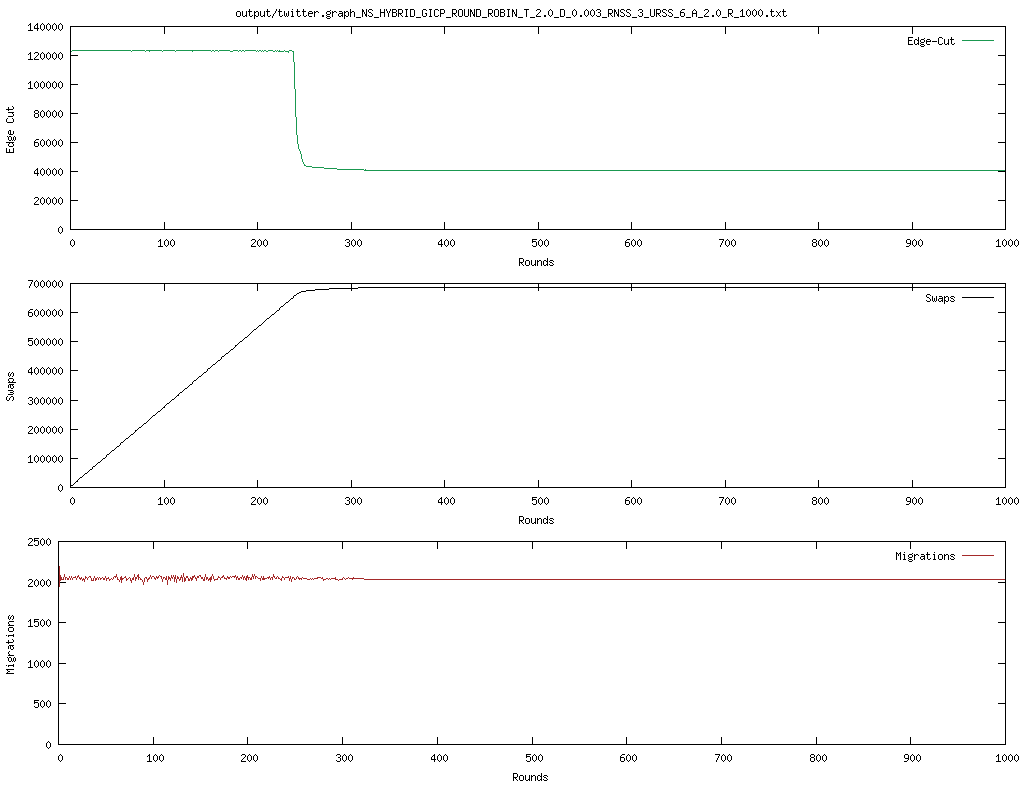 output/twitter.graph_NS_HYBRID_GICP_ROUND_ROBIN_T_2.0_D_0.003_RNSS_3_URSS_6_A_2.0_R_1000.txt
140000
120000
100000
80000
60000
40000
20000
0
Edge Cut
Edge-Cut
0 100 200 300 400 500 600 700 800 900 1000
Rounds
700000
600000
500000
400000
300000
200000
100000
0
Swaps
Swaps
0 100 200 300 400 500 600 700 800 900 1000
Rounds
2500
2000
1500
1000
500
0
Migrations
Migrations
0 100 200 300 400 500 600 700 800 900 1000
Rounds